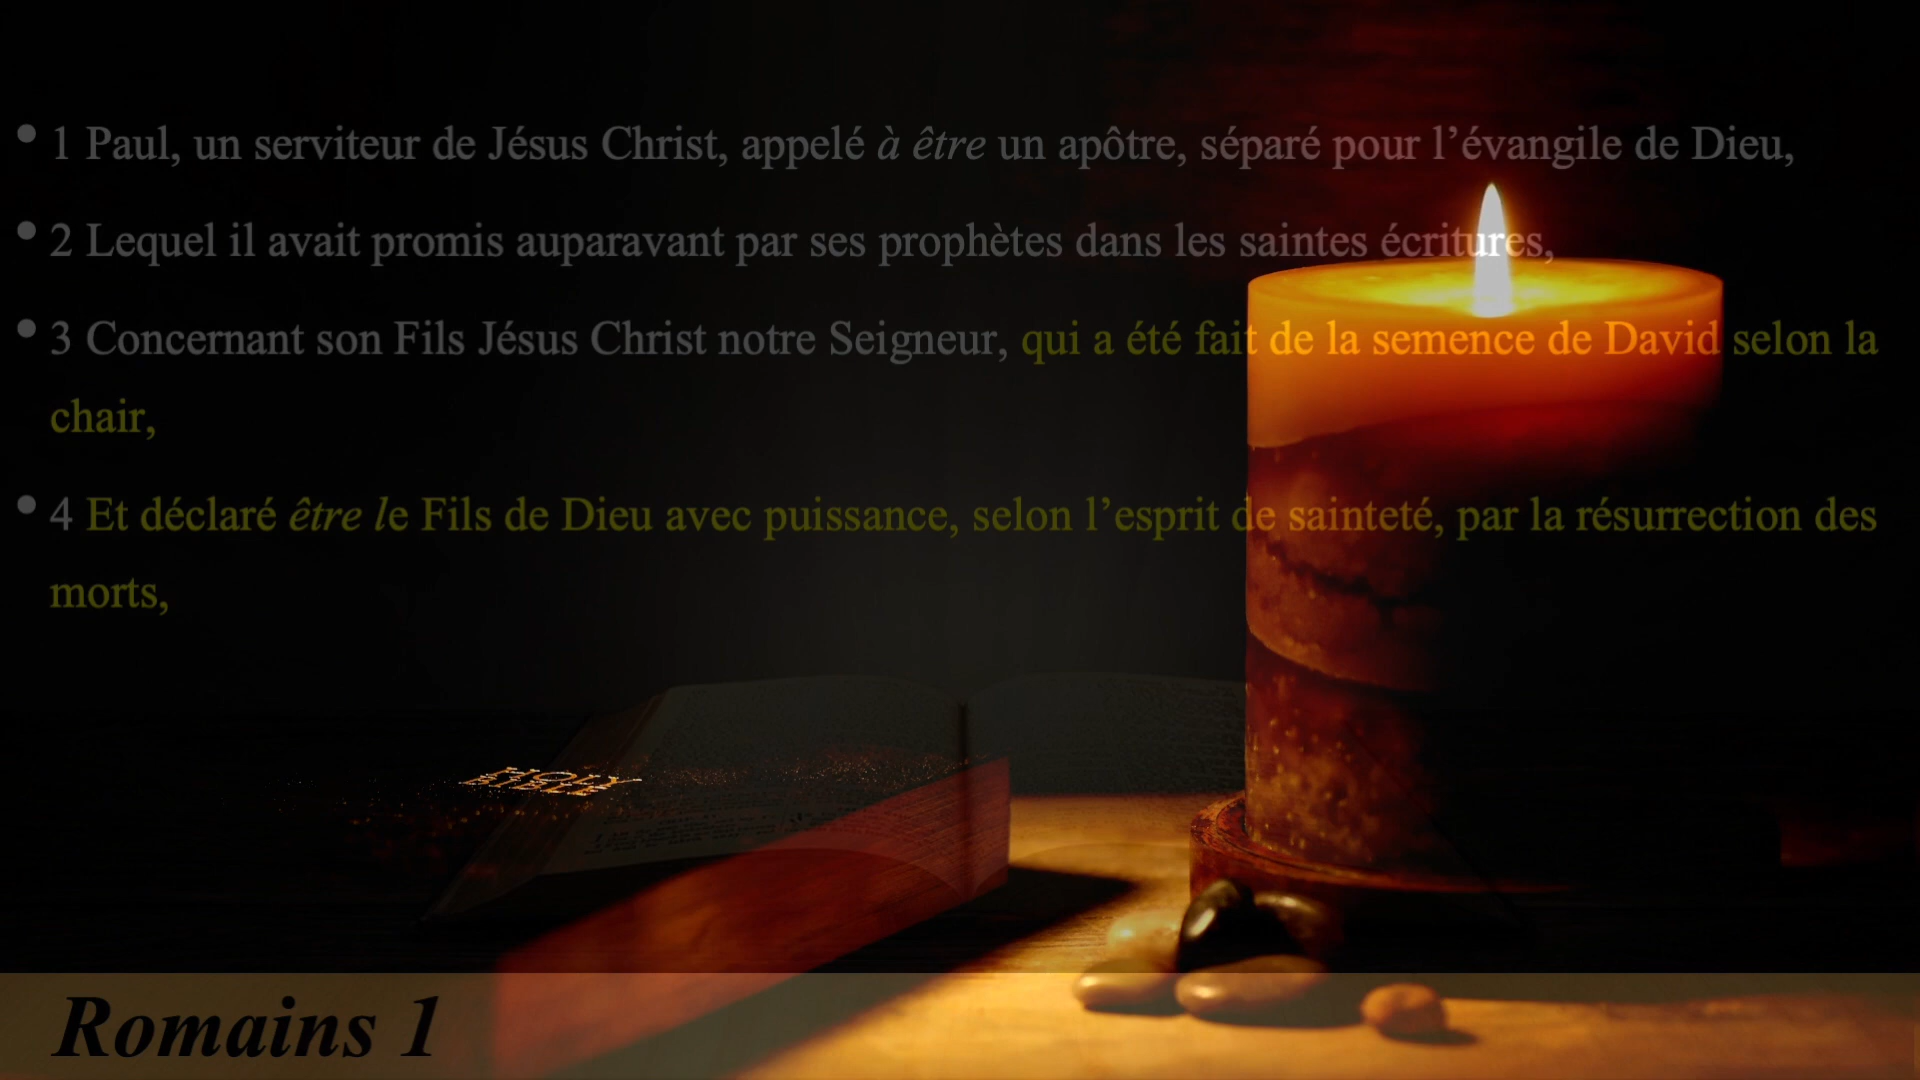 • 1 Paul, un serviteur de Jésus Christ, appelé à être un apôtre, séparé pour l’évangile de Dieu,
• 2 Lequel il avait promis auparavant par ses prophètes dans les saintes écritures,
• 3 Concernant son Fils Jésus Christ notre Seigneur, qui a été fait de la semence de David selon la
chair,
• 4 Et déclaré être le Fils de Dieu avec puissance, selon l’esprit de sainteté, par la résurrection des
morts,
HOLY
BIBLE
Romains 1